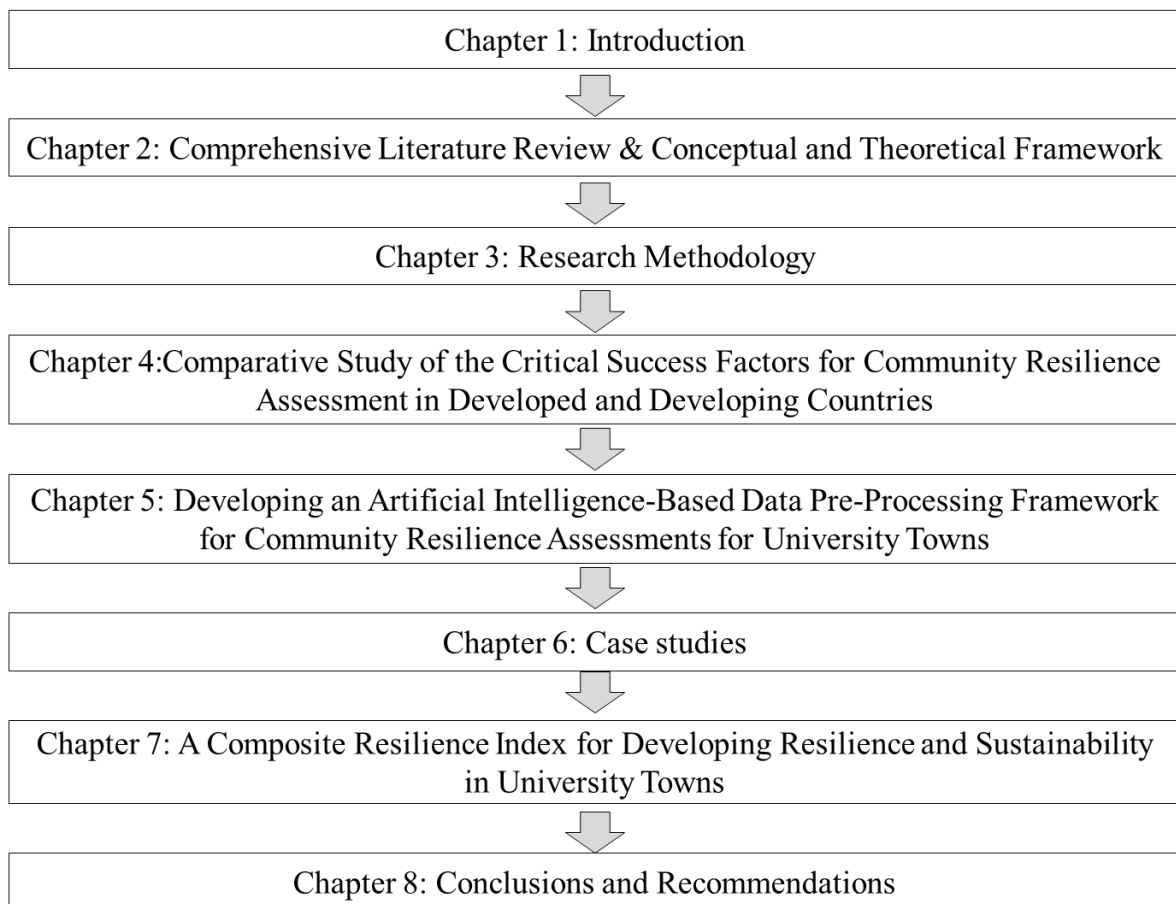 Chapter 1: Introduction
Chapter 2: Comprehensive Literature Review & Conceptual and Theoretical Framework
Chapter 3: Research Methodology
Chapter 4:Comparative Study of the Critical Success Factors for Community Resilience
Assessment in Developed and Developing Countries
Chapter 5: Developing an Artificial Intelligence-Based Data Pre-Processing Framework
for Community Resilience Assessments for University Towns
Chapter 6: Case studies
Chapter 7: A Composite Resilience Index for Developing Resilience and Sustainability
in University Towns
Chapter 8: Conclusions and Recommendations